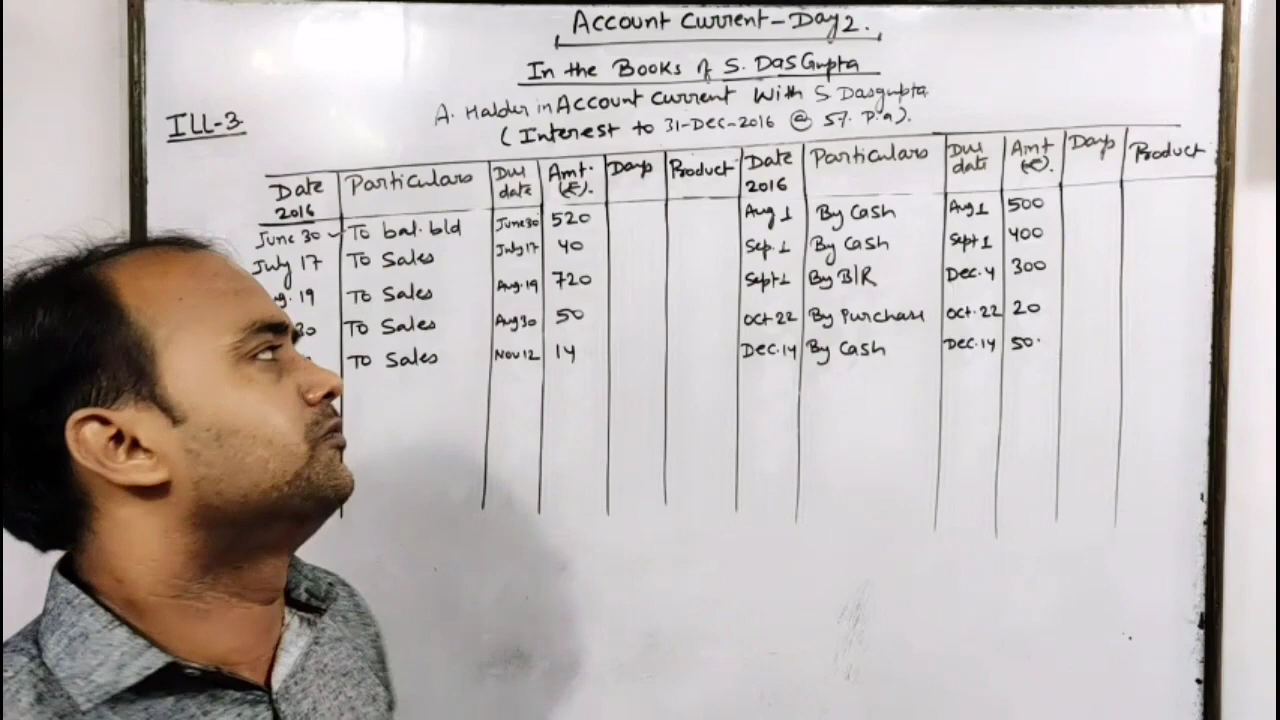 Account Current - Day 2.
In the Books of S. DasGupta
ILL-3
A. Halder in Account Current with S. Dasgupta
(Interest to 31-Dec-2016 @ 5% p.a).
Date 2016 Particulars Due date Amt. (₹). Days Product Date 2016 Particulars Due date Amt (₹). Days Product
June 30 To bal. b/d June 30 520 Aug 1 By Cash Aug 1 500
July 17 To Sales July 17 40 Sep. 1 By Cash Sept 1 400
19 To Sales Aug. 19 720 Sept 1 By B/R Dec. 4 300
30 To Sales Aug 30 50 Oct 22 By Purchase Oct. 22 20
To Sales Nov 12 14 Dec. 14 By Cash Dec. 14 50.